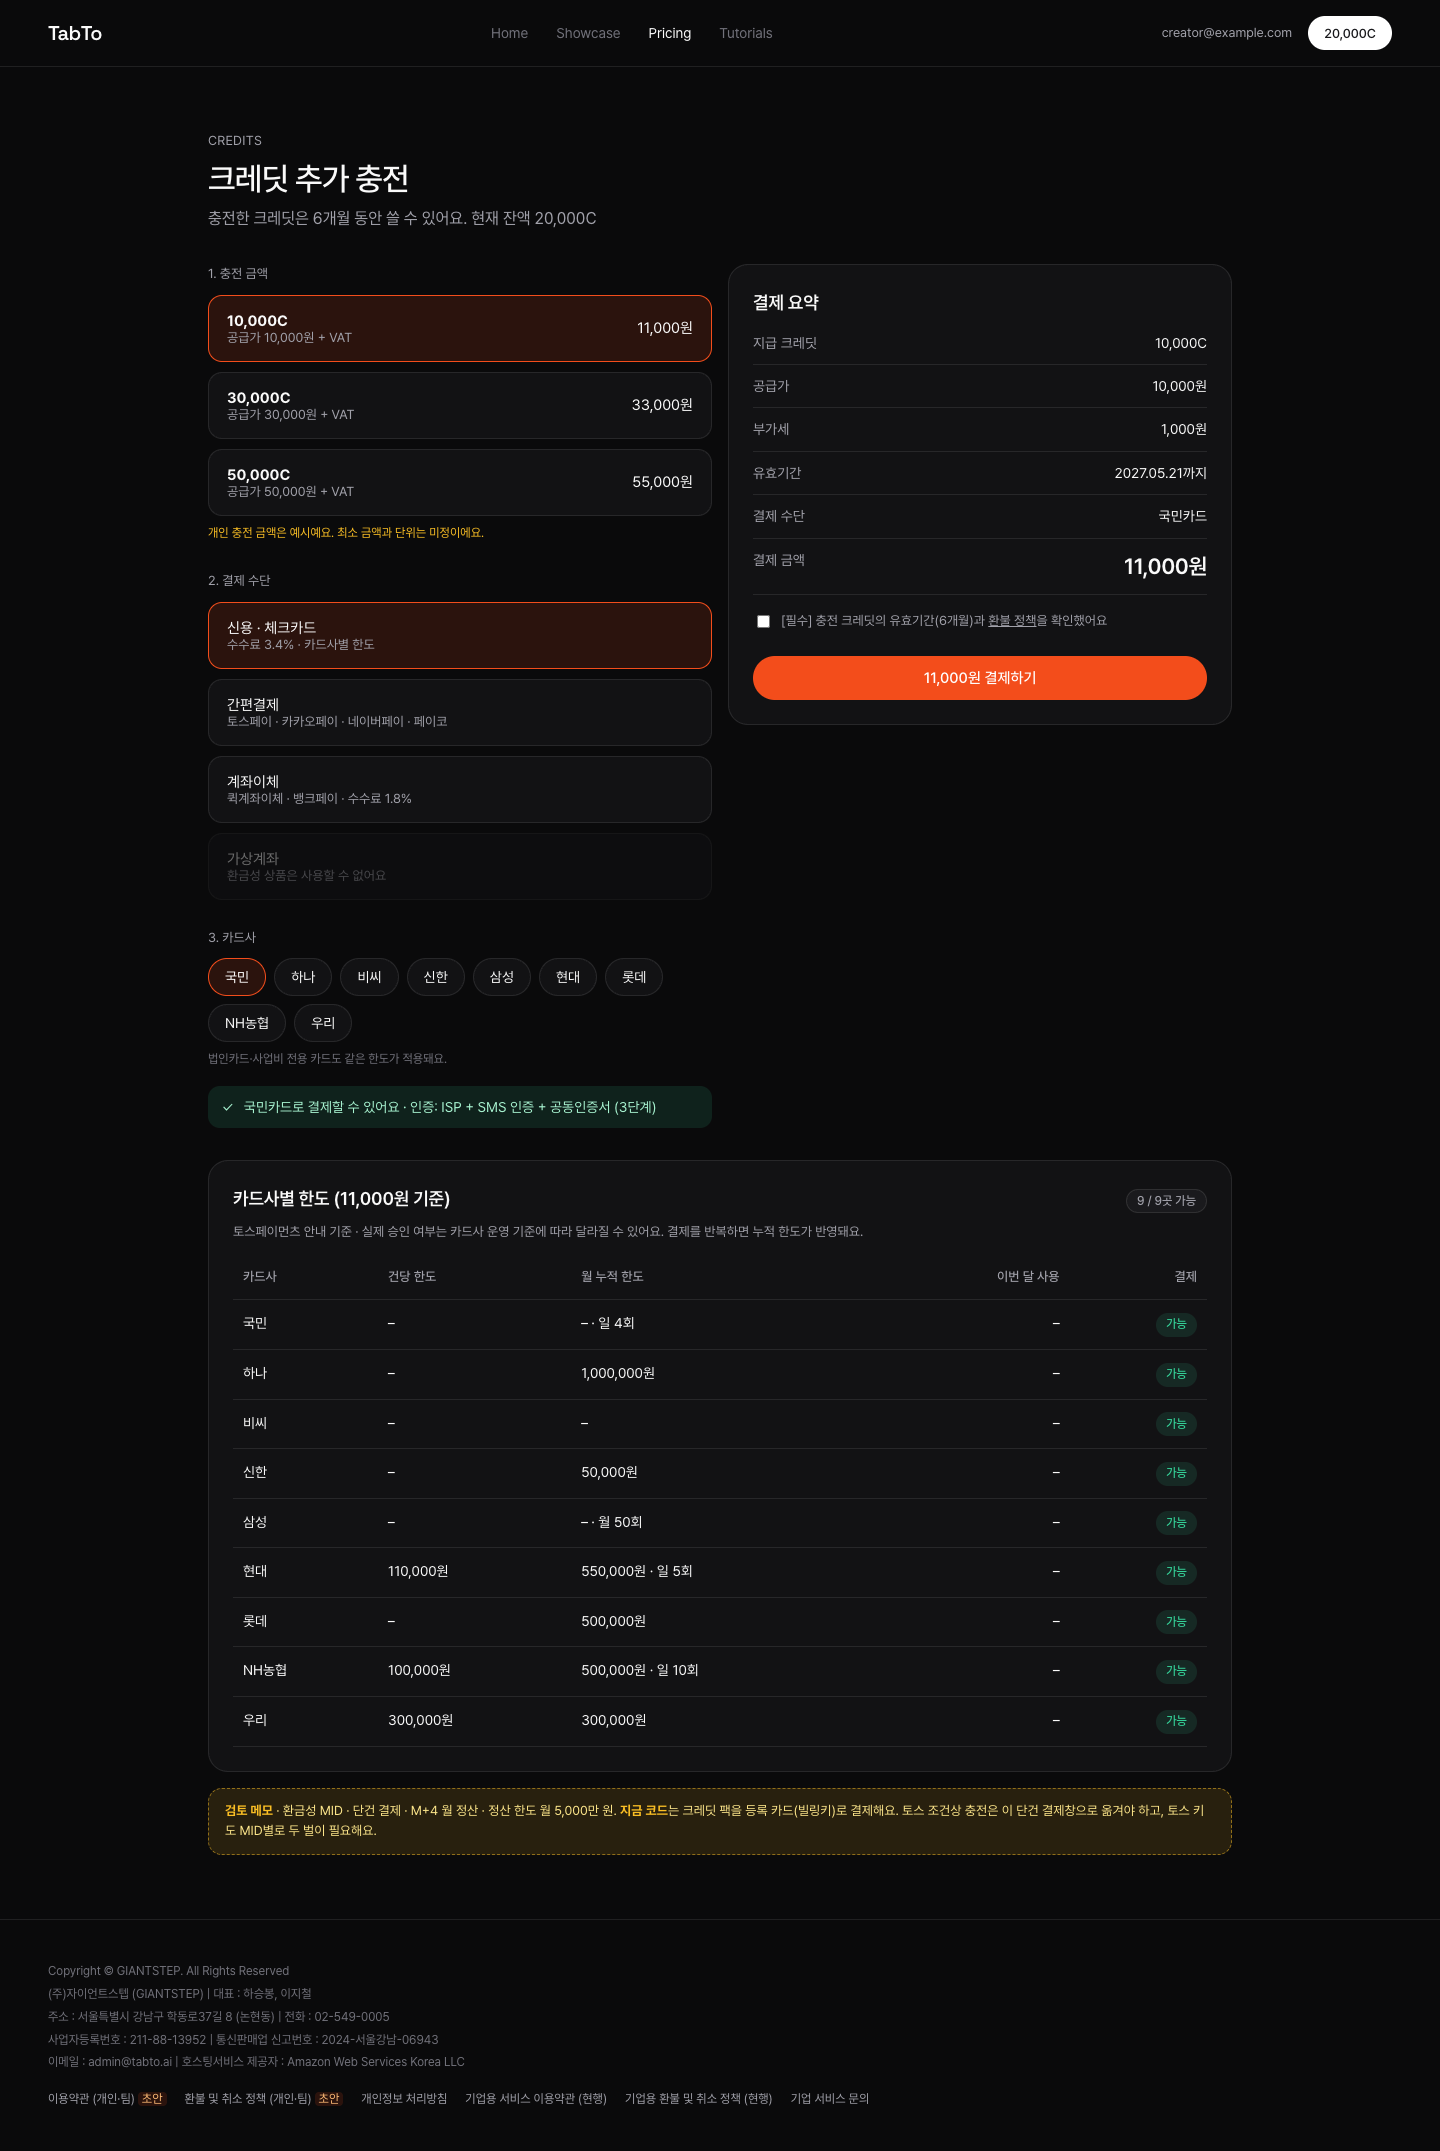 TabTo
Home
Showcase
Pricing
Tutorials
creator@example.com
20,000C
CREDITS
크레딧 추가 충전
충전한 크레딧은 6개월 동안 쓸 수 있어요. 현재 잔액 20,000C
1. 충전 금액
10,000C
공급가 10,000원 + VAT
11,000원
30,000C
공급가 30,000원 + VAT
33,000원
50,000C
공급가 50,000원 + VAT
55,000원
개인 충전 금액은 예시예요. 최소 금액과 단위는 미정이에요.
2. 결제 수단
신용 · 체크카드
수수료 3.4% · 카드사별 한도
간편결제
토스페이 · 카카오페이 · 네이버페이 · 페이코
계좌이체
퀵계좌이체 · 뱅크페이 · 수수료 1.8%
가상계좌
환금성 상품은 사용할 수 없어요
3. 카드사
국민
하나
비씨
신한
삼성
현대
롯데
NH농협
우리
법인카드·사업비 전용 카드도 같은 한도가 적용돼요.
✓ 국민카드로 결제할 수 있어요 · 인증: ISP + SMS 인증 + 공동인증서 (3단계)
결제 요약
지급 크레딧 10,000C
공급가 10,000원
부가세 1,000원
유효기간 2027.05.21까지
결제 수단 국민카드
결제 금액 11,000원
[필수] 충전 크레딧의 유효기간(6개월)과 환불 정책을 확인했어요
11,000원 결제하기
카드사별 한도 (11,000원 기준)
9 / 9곳 가능
토스페이먼츠 안내 기준 · 실제 승인 여부는 카드사 운영 기준에 따라 달라질 수 있어요. 결제를 반복하면 누적 한도가 반영돼요.
카드사 건당 한도 월 누적 한도 이번 달 사용 결제
국민 – – · 일 4회 – 가능
하나 – 1,000,000원 – 가능
비씨 – – – 가능
신한 – 50,000원 – 가능
삼성 – – · 월 50회 – 가능
현대 110,000원 550,000원 · 일 5회 – 가능
롯데 – 500,000원 – 가능
NH농협 100,000원 500,000원 · 일 10회 – 가능
우리 300,000원 300,000원 – 가능
검토 메모 · 환금성 MID · 단건 결제 · M+4 월 정산 · 정산 한도 월 5,000만 원. 지금 코드는 크레딧 팩을 등록 카드(빌링키)로 결제해요. 토스 조건상 충전은 이 단건 결제창으로 옮겨야 하고, 토스 키
도 MID별로 두 벌이 필요해요.
Copyright © GIANTSTEP. All Rights Reserved
(주)자이언트스텝 (GIANTSTEP) | 대표 : 하승봉, 이지철
주소 : 서울특별시 강남구 학동로37길 8 (논현동) | 전화 : 02-549-0005
사업자등록번호 : 211-88-13952 | 통신판매업 신고번호 : 2024-서울강남-06943
이메일 : admin@tabto.ai | 호스팅서비스 제공자 : Amazon Web Services Korea LLC
이용약관 (개인·팀) 초안 환불 및 취소 정책 (개인·팀) 초안 개인정보 처리방침 기업용 서비스 이용약관 (현행) 기업용 환불 및 취소 정책 (현행) 기업 서비스 문의